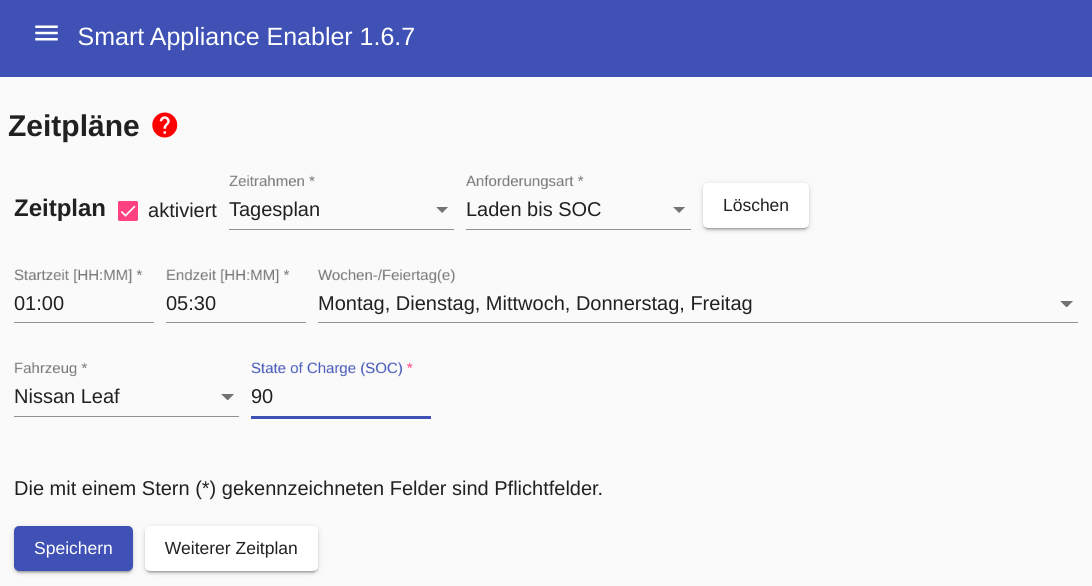 Smart Appliance Enabler 1.6.7
Zeitpläne ?
Zeitrahmen * Anforderungsart *
Zeitplan aktiviert Tagesplan Laden bis SOC Löschen
Startzeit [HH:MM] * Endzeit [HH:MM] * Wochen-/Feiertag(e)
01:00 05:30 Montag, Dienstag, Mittwoch, Donnerstag, Freitag
Fahrzeug * State of Charge (SOC) *
Nissan Leaf 90
Die mit einem Stern (*) gekennzeichneten Felder sind Pflichtfelder.
Speichern Weiterer Zeitplan